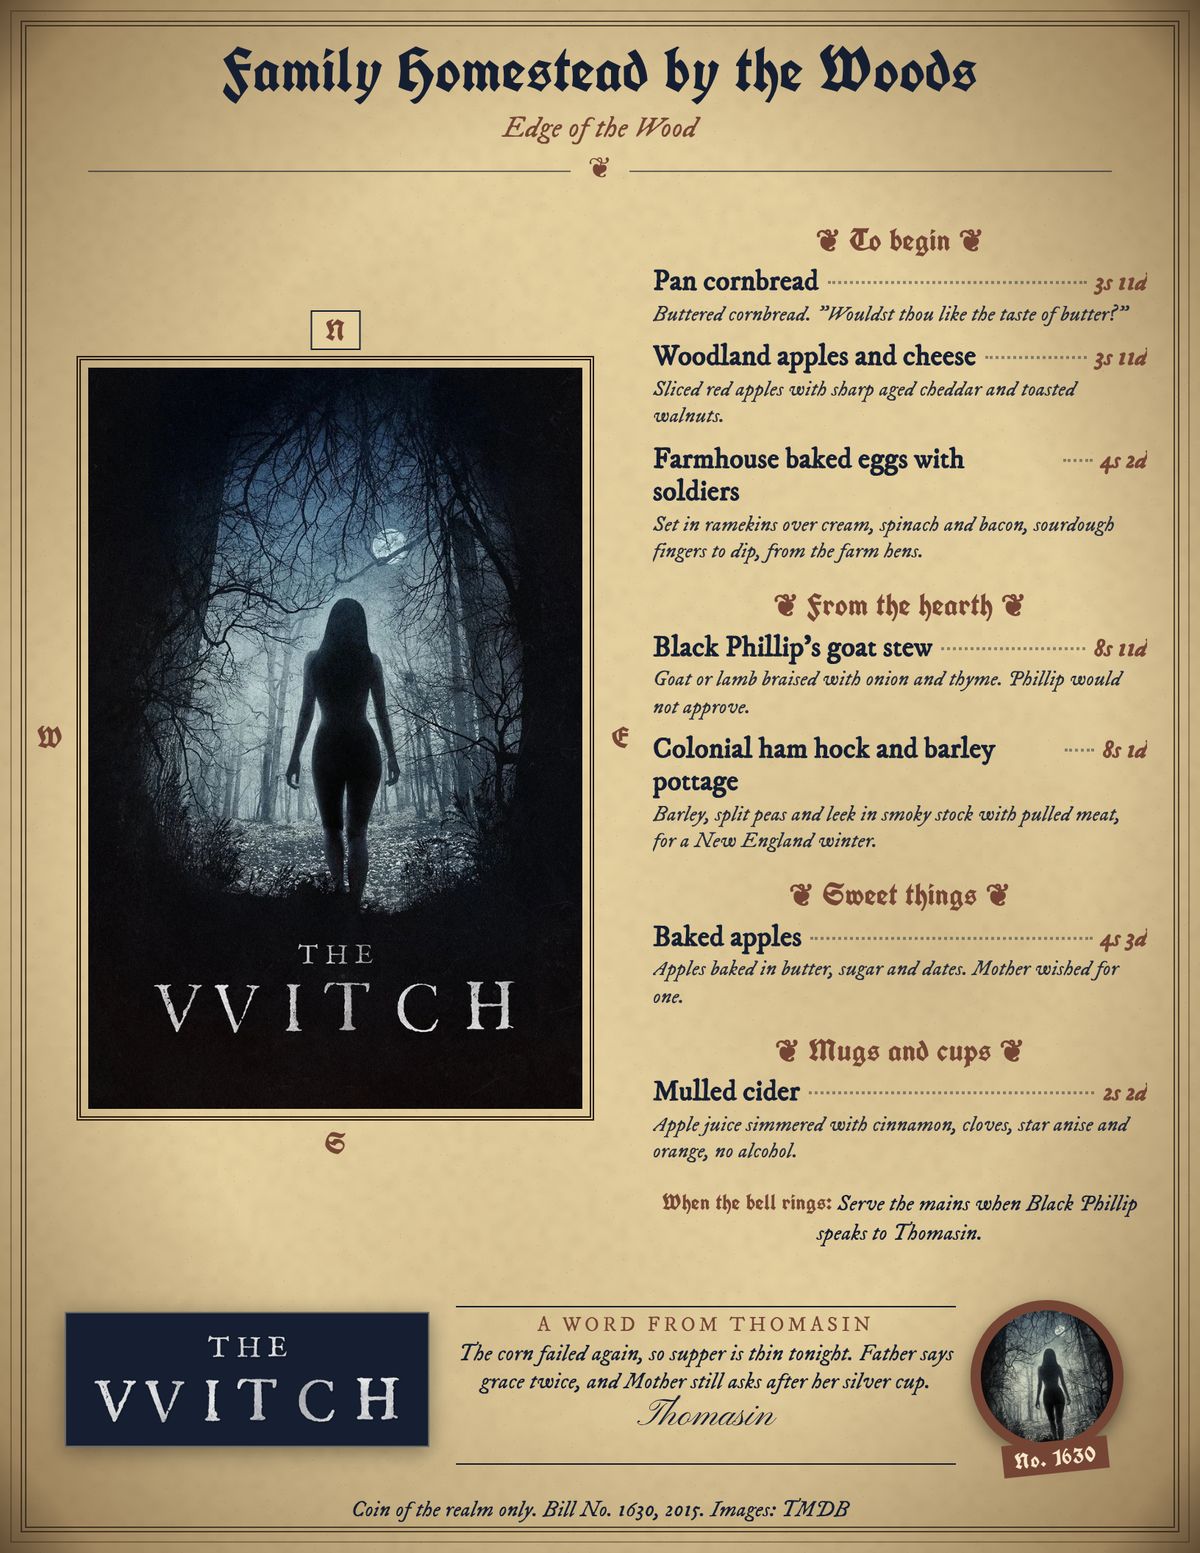 Family Homestead by the Woods
Edge of the Wood
N
W
E
S
THE
VVITCH
❦ To begin ❦
Pan cornbread 3s 11d
Buttered cornbread. ”Wouldst thou like the taste of butter?”
Woodland apples and cheese 3s 11d
Sliced red apples with sharp aged cheddar and toasted
walnuts.
Farmhouse baked eggs with 4s 2d
soldiers
Set in ramekins over cream, spinach and bacon, sourdough
fingers to dip, from the farm hens.
❦ From the hearth ❦
Black Phillip’s goat stew 8s 11d
Goat or lamb braised with onion and thyme. Phillip would
not approve.
Colonial ham hock and barley 8s 1d
pottage
Barley, split peas and leek in smoky stock with pulled meat,
for a New England winter.
❦ Sweet things ❦
Baked apples 4s 3d
Apples baked in butter, sugar and dates. Mother wished for
one.
❦ Mugs and cups ❦
Mulled cider 2s 2d
Apple juice simmered with cinnamon, cloves, star anise and
orange, no alcohol.
When the bell rings: Serve the mains when Black Phillip
speaks to Thomasin.
THE
VVITCH
A WORD FROM THOMASIN
The corn failed again, so supper is thin tonight. Father says
grace twice, and Mother still asks after her silver cup.
Thomasin
No. 1630
Coin of the realm only. Bill No. 1630, 2015. Images: TMDB